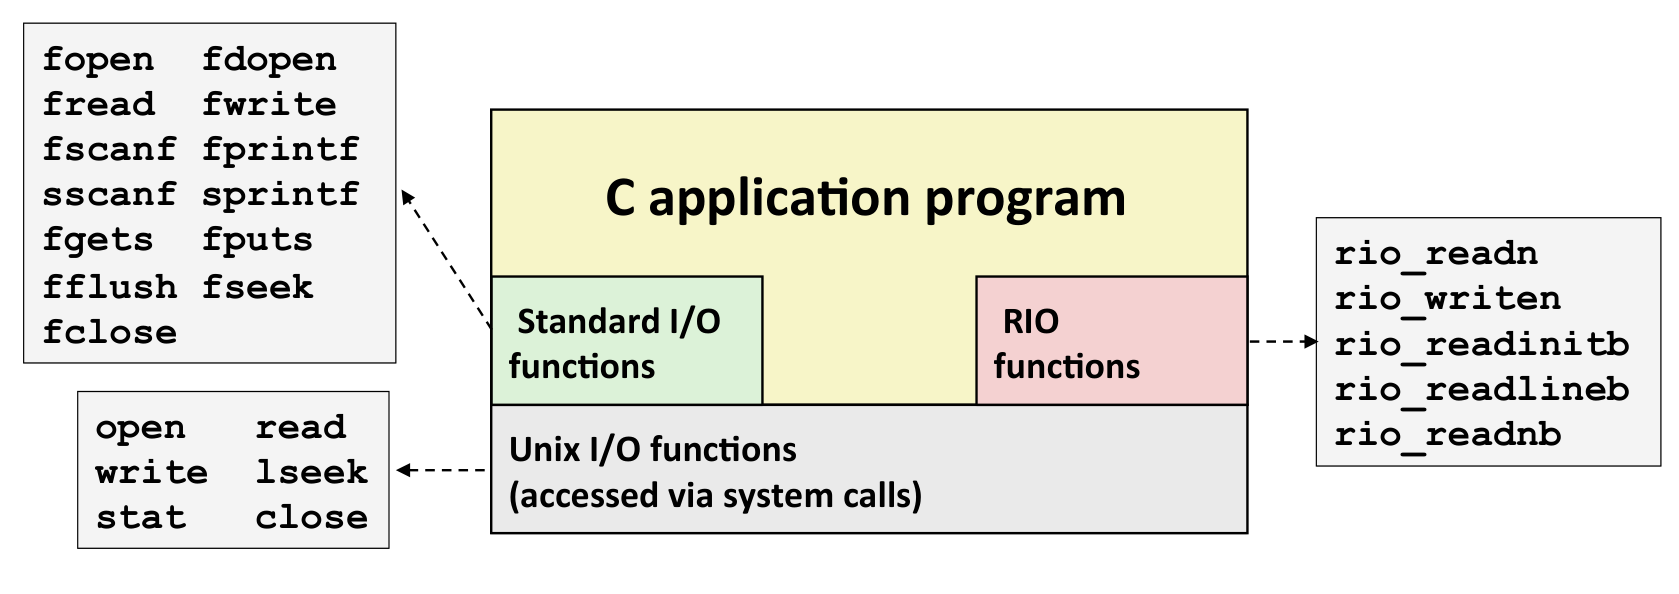 fopen fdopen
fread fwrite
fscanf fprintf
sscanf sprintf
fgets fputs
fflush fseek
fclose
open read
write lseek
stat close
C application program
Standard I/O
functions
RIO
functions
Unix I/O functions
(accessed via system calls)
rio_readn
rio_writen
rio_readinitb
rio_readlineb
rio_readnb